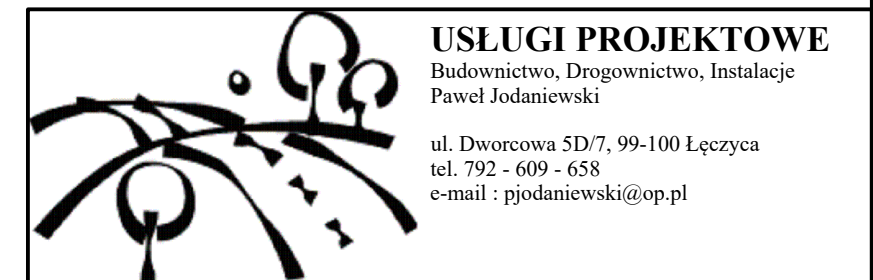 USŁUGI PROJEKTOWE
Budownictwo, Drogownictwo, Instalacje
Paweł Jodaniewski
ul. Dworcowa 5D/7, 99-100 Łęczyca
tel. 792 - 609 - 658
e-mail : pjodaniewski@op.pl